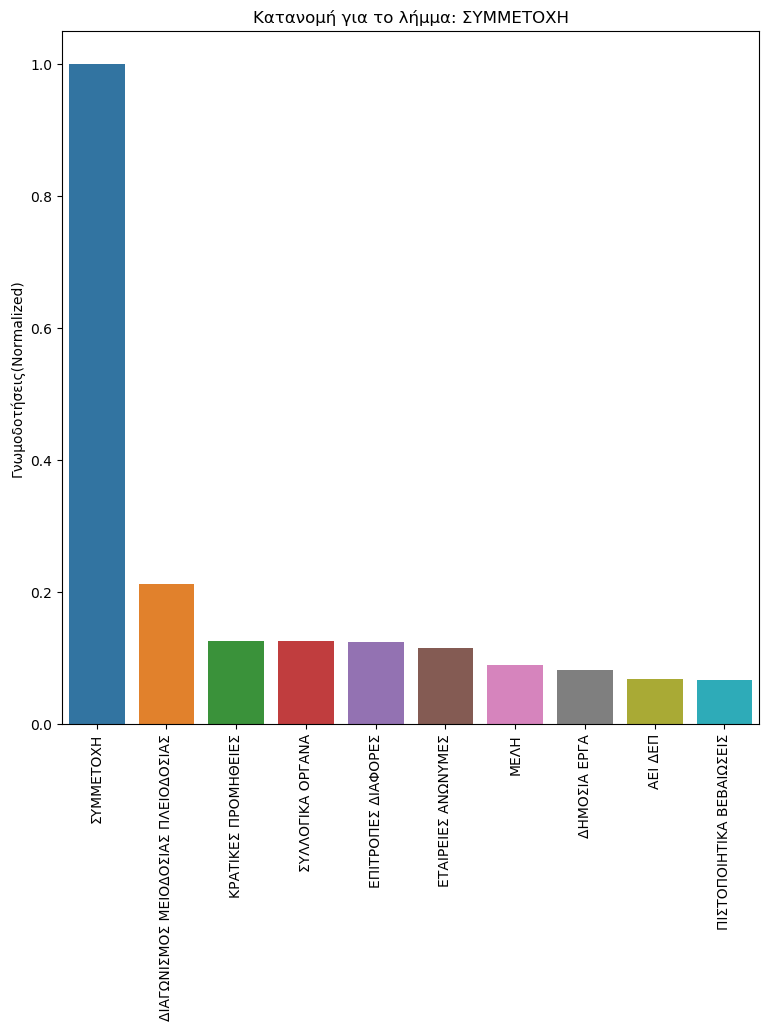 Κατανομή για το λήμμα: ΣΥΜΜΕΤΟΧΗ
Γνωμοδοτήσεις(Normalized)
1.0
0.8
0.6
0.4
0.2
0.0
ΣΥΜΜΕΤΟΧΗ
ΔΙΑΓΩΝΙΣΜΟΣ ΜΕΙΟΔΟΣΙΑΣ ΠΛΕΙΟΔΟΣΙΑΣ
ΚΡΑΤΙΚΕΣ ΠΡΟΜΗΘΕΙΕΣ
ΣΥΛΛΟΓΙΚΑ ΟΡΓΑΝΑ
ΕΠΙΤΡΟΠΕΣ ΔΙΑΦΟΡΕΣ
ΕΤΑΙΡΕΙΕΣ ΑΝΩΝΥΜΕΣ
ΜΕΛΗ
ΔΗΜΟΣΙΑ ΕΡΓΑ
ΑΕΙ ΔΕΠ
ΠΙΣΤΟΠΟΙΗΤΙΚΑ ΒΕΒΑΙΩΣΕΙΣ